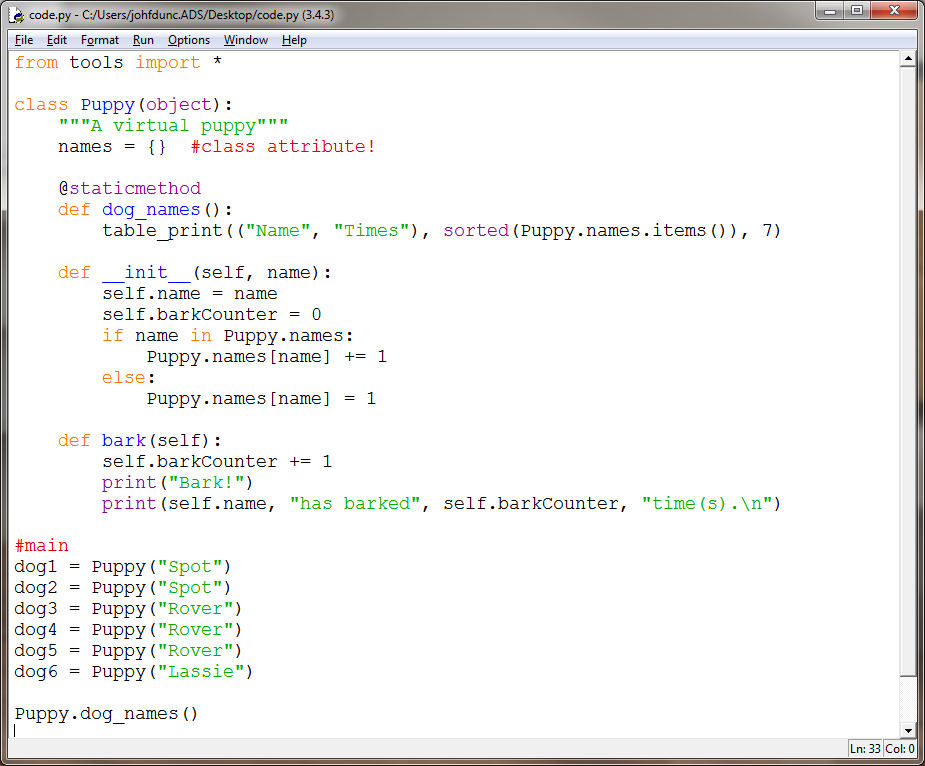 code.py - C:/Users/johfdunc.ADS/Desktop/code.py (3.4.3)
File Edit Format Run Options Window Help
from tools import *

class Puppy(object):
    """A virtual puppy"""
    names = {}  #class attribute!

    @staticmethod
    def dog_names():
        table_print(("Name", "Times"), sorted(Puppy.names.items()), 7)

    def __init__(self, name):
        self.name = name
        self.barkCounter = 0
        if name in Puppy.names:
            Puppy.names[name] += 1
        else:
            Puppy.names[name] = 1

    def bark(self):
        self.barkCounter += 1
        print("Bark!")
        print(self.name, "has barked", self.barkCounter, "time(s).\n")

#main
dog1 = Puppy("Spot")
dog2 = Puppy("Spot")
dog3 = Puppy("Rover")
dog4 = Puppy("Rover")
dog5 = Puppy("Rover")
dog6 = Puppy("Lassie")

Puppy.dog_names()
Ln: 33 Col: 0